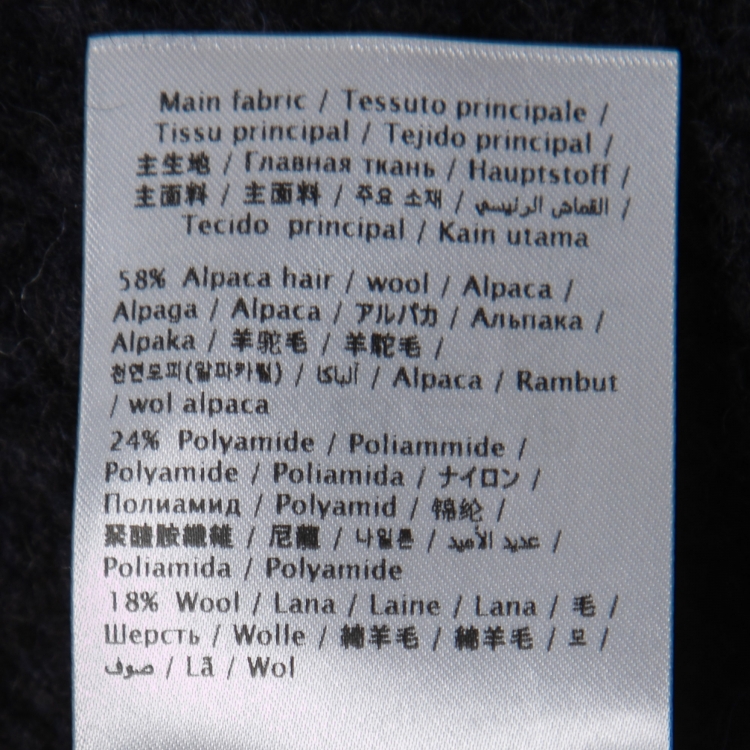 Main fabric / Tessuto principale /
Tissu principal / Tejido principal /
主生地 / Главная ткань / Hauptstoff /
主面料 / 主面料 / 주요 소재 / القماش الرئيسي /
Tecido principal / Kain utama
58% Alpaca hair / wool / Alpaca /
Alpaga / Alpaca / アルパカ / Альпака /
Alpaka / 羊驼毛 / 羊駝毛 /
천연모피(알파카털) / ألباكا / Alpaca / Rambut
/ wol alpaca
24% Polyamide / Poliammide /
Polyamide / Poliamida / ナイロン /
Полиамид / Polyamid / 锦纶 /
聚醯胺纖維 / 尼龍 / 나일론 / عديد الأميد /
Poliamida / Polyamide
18% Wool / Lana / Laine / Lana / 毛 /
Шерсть / Wolle / 綿羊毛 / 綿羊毛 / 모 /
صوف / Lã / Wol